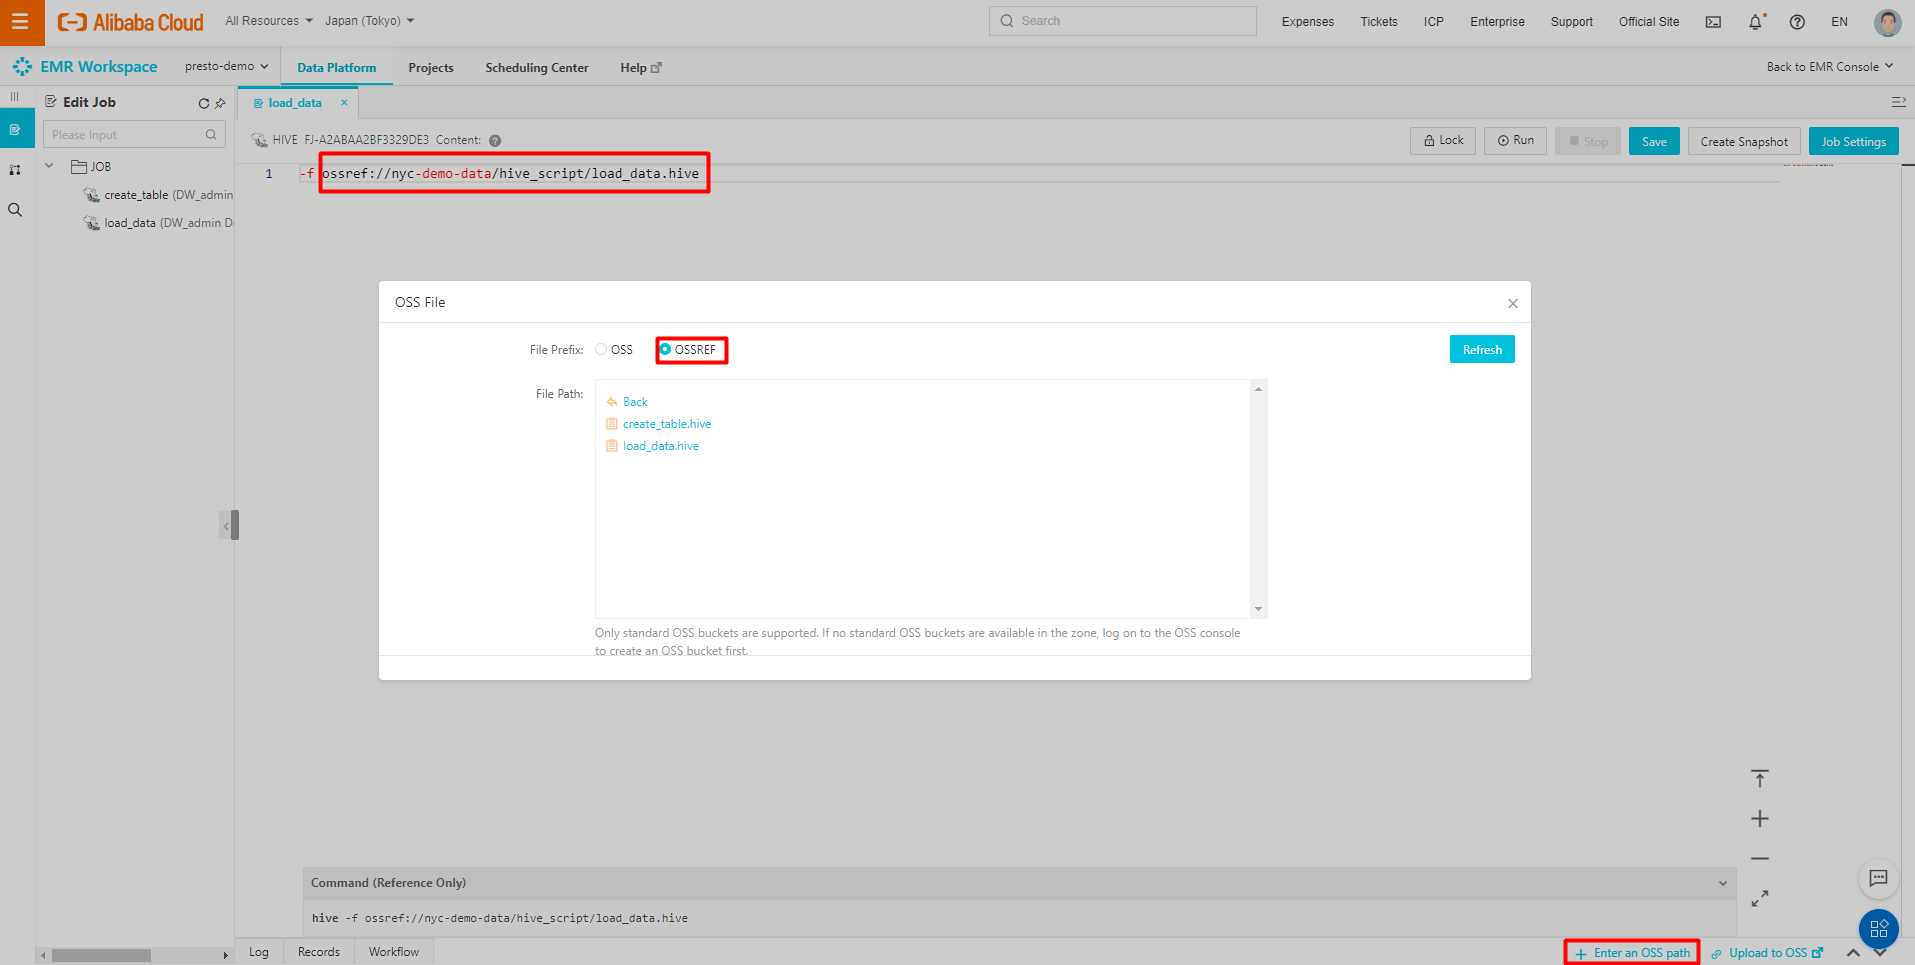 Alibaba Cloud All Resources Japan (Tokyo) Search Expenses Tickets ICP Enterprise Support Official Site EN
EMR Workspace presto-demo Data Platform Projects Scheduling Center Help Back to EMR Console
Edit Job
load_data ×
Please Input
HIVE FJ-A2ABAA2BF3329DE3 Content: ? Lock Run Stop Save Create Snapshot Job Settings
JOB
1 -f ossref://nyc-demo-data/hive_script/load_data.hive
create_table (DW_admin
load_data (DW_admin D
OSS File
File Prefix: OSS OSSREF Refresh
File Path:
Back
create_table.hive
load_data.hive
Only standard OSS buckets are supported. If no standard OSS buckets are available in the zone, log on to the OSS console
to create an OSS bucket first.
Command (Reference Only)
hive -f ossref://nyc-demo-data/hive_script/load_data.hive
Log Records Workflow + Enter an OSS path Upload to OSS